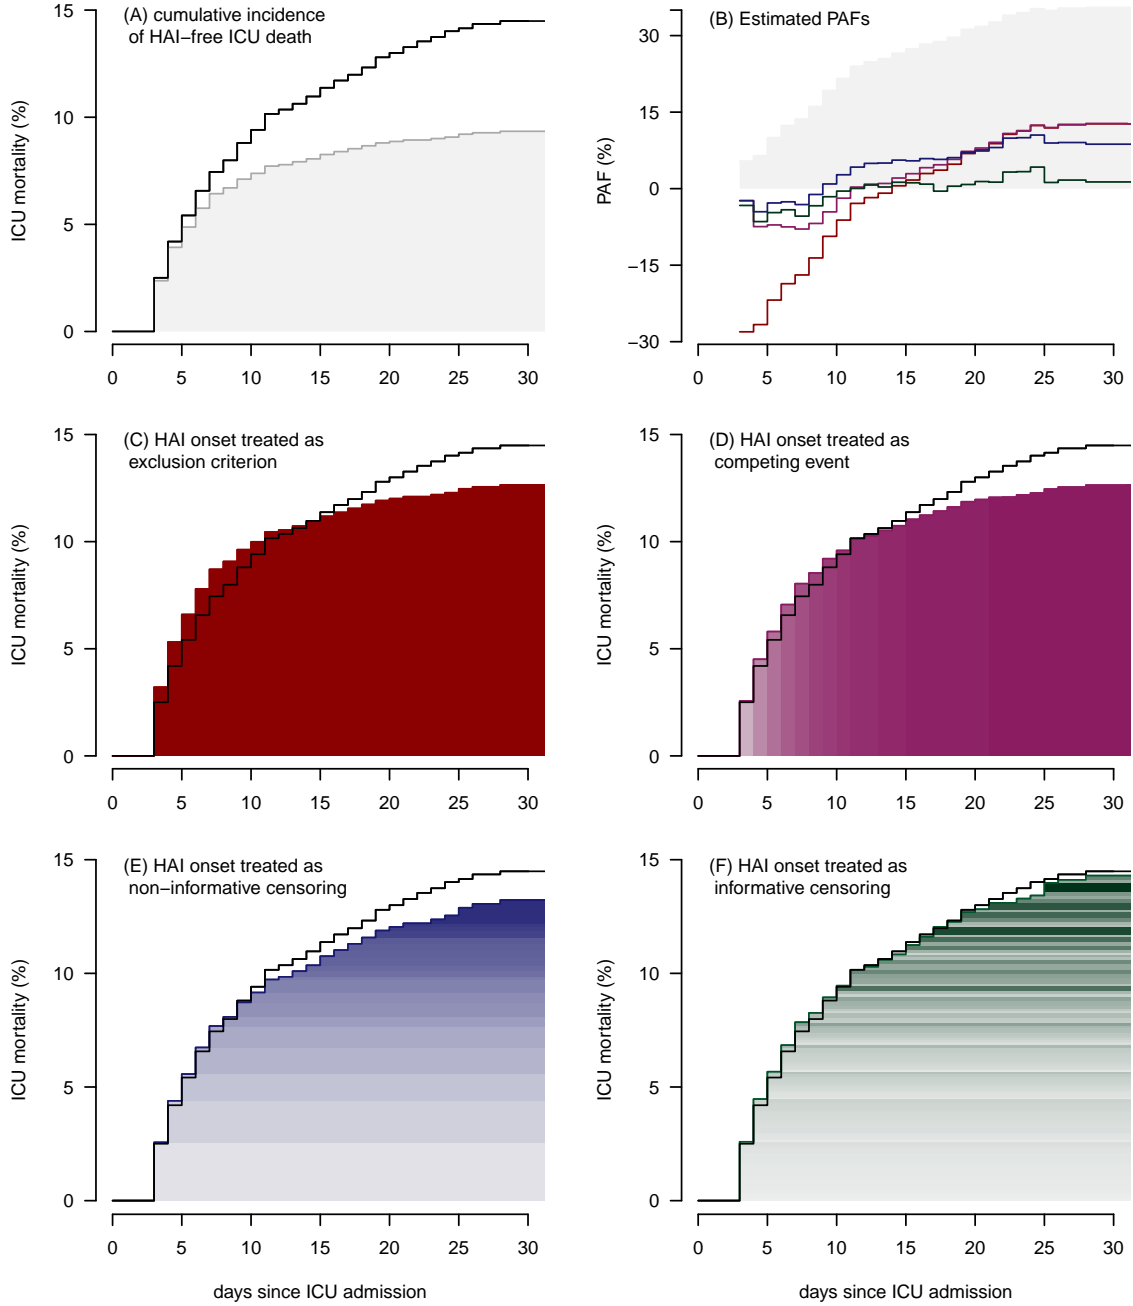 (A) cumulative incidence
of HAI−free ICU death
ICU mortality (%)
15
10
5
0
0 5 10 15 20 25 30
(B) Estimated PAFs
PAF (%)
30
15
0
−15
−30
0 5 10 15 20 25 30
(C) HAI onset treated as
exclusion criterion
ICU mortality (%)
15
10
5
0
0 5 10 15 20 25 30
(D) HAI onset treated as
competing event
ICU mortality (%)
15
10
5
0
0 5 10 15 20 25 30
(E) HAI onset treated as
non−informative censoring
ICU mortality (%)
15
10
5
0
0 5 10 15 20 25 30
days since ICU admission
(F) HAI onset treated as
informative censoring
ICU mortality (%)
15
10
5
0
0 5 10 15 20 25 30
days since ICU admission